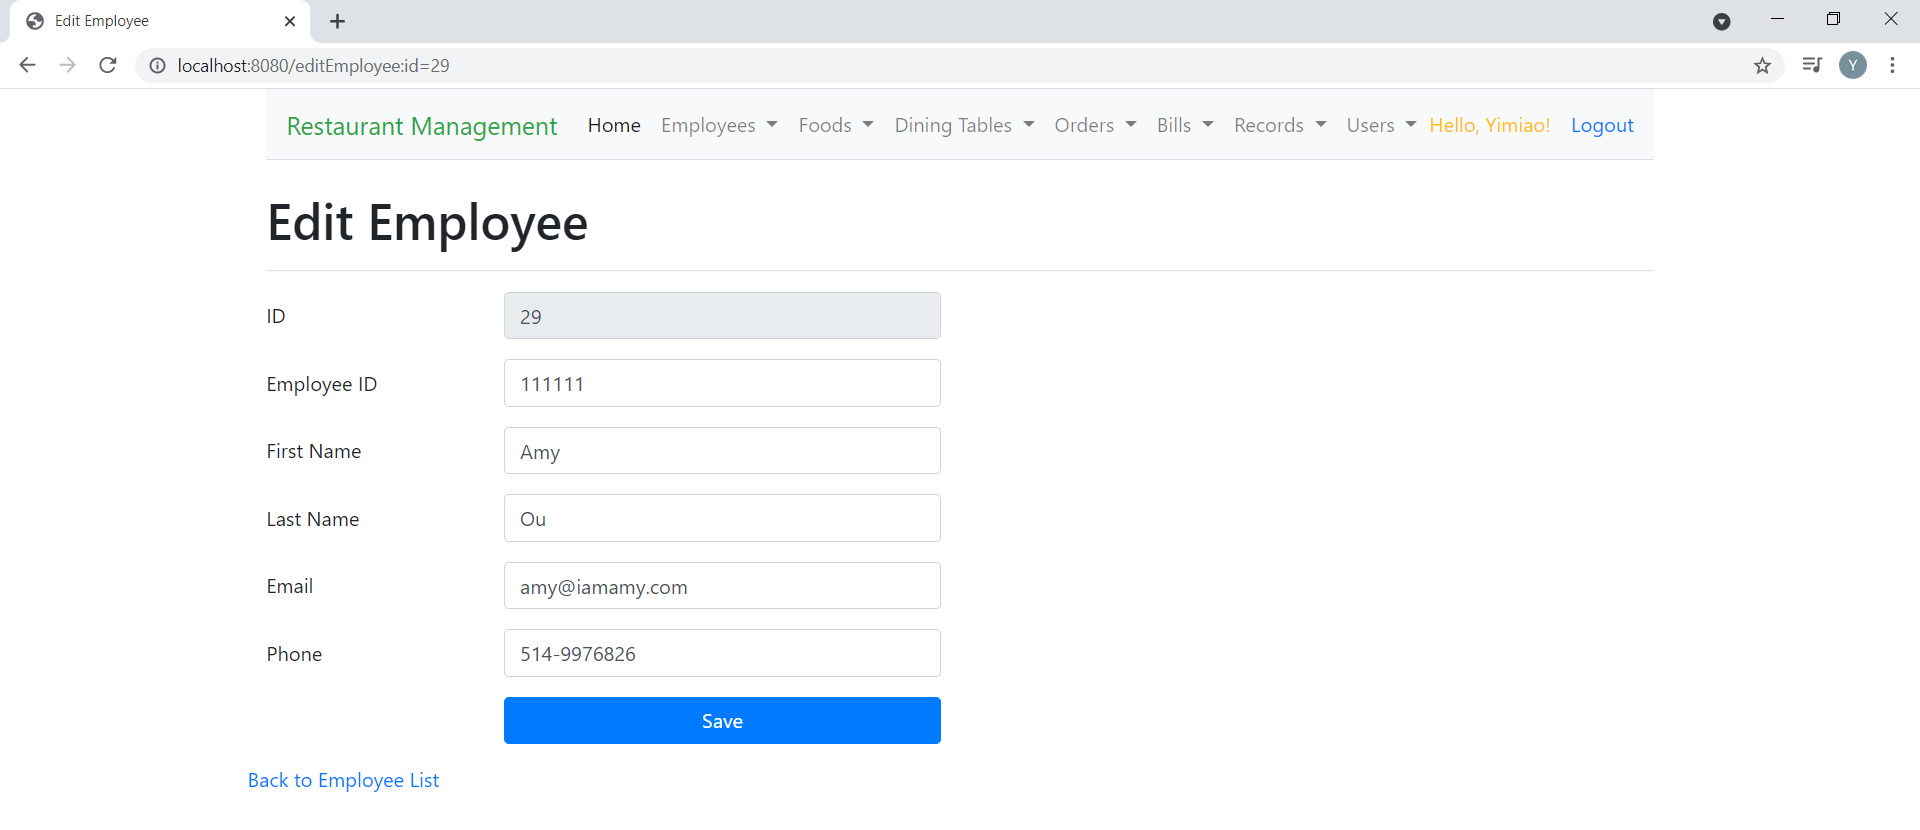 Edit Employee
localhost:8080/editEmployee:id=29
Y
Restaurant Management Home Employees Foods Dining Tables Orders Bills Records Users Hello, Yimiao! Logout
Edit Employee
ID 29
Employee ID 111111
First Name Amy
Last Name Ou
Email amy@iamamy.com
Phone 514-9976826
Save
Back to Employee List